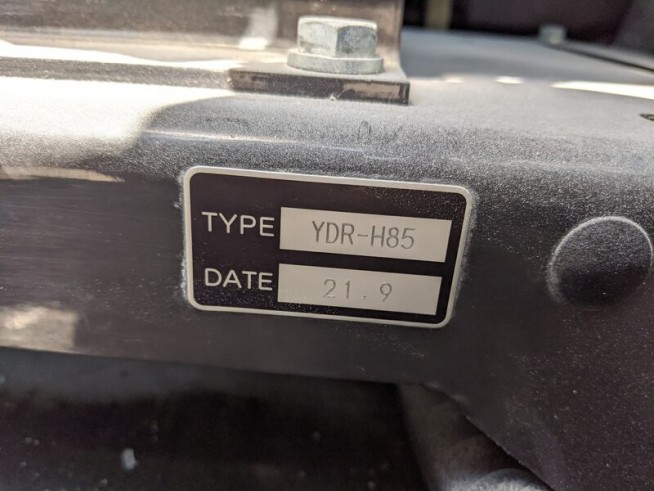 TYPE YDR-H85
DATE 21.9